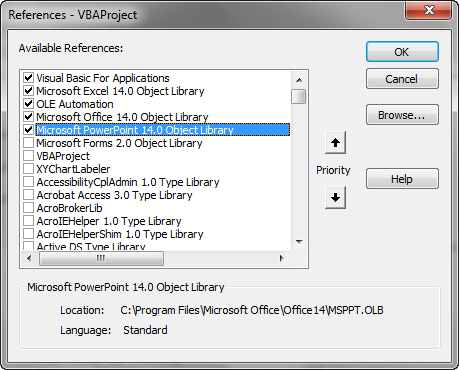 References - VBAProject
Available References:
OK
Visual Basic For Applications
Microsoft Excel 14.0 Object Library
Cancel
OLE Automation
Microsoft Office 14.0 Object Library
Browse...
Microsoft PowerPoint 14.0 Object Library
Microsoft Forms 2.0 Object Library
VBAProject
XYChartLabeler
Priority
AccessibilityCplAdmin 1.0 Type Library
Help
Acrobat Access 3.0 Type Library
AcroBrokerLib
AcroIEHelper 1.0 Type Library
AcroIEHelperShim 1.0 Type Library
Active DS Type Library
Microsoft PowerPoint 14.0 Object Library
Location: C:\Program Files\Microsoft Office\Office14\MSPPT.OLB
Language: Standard